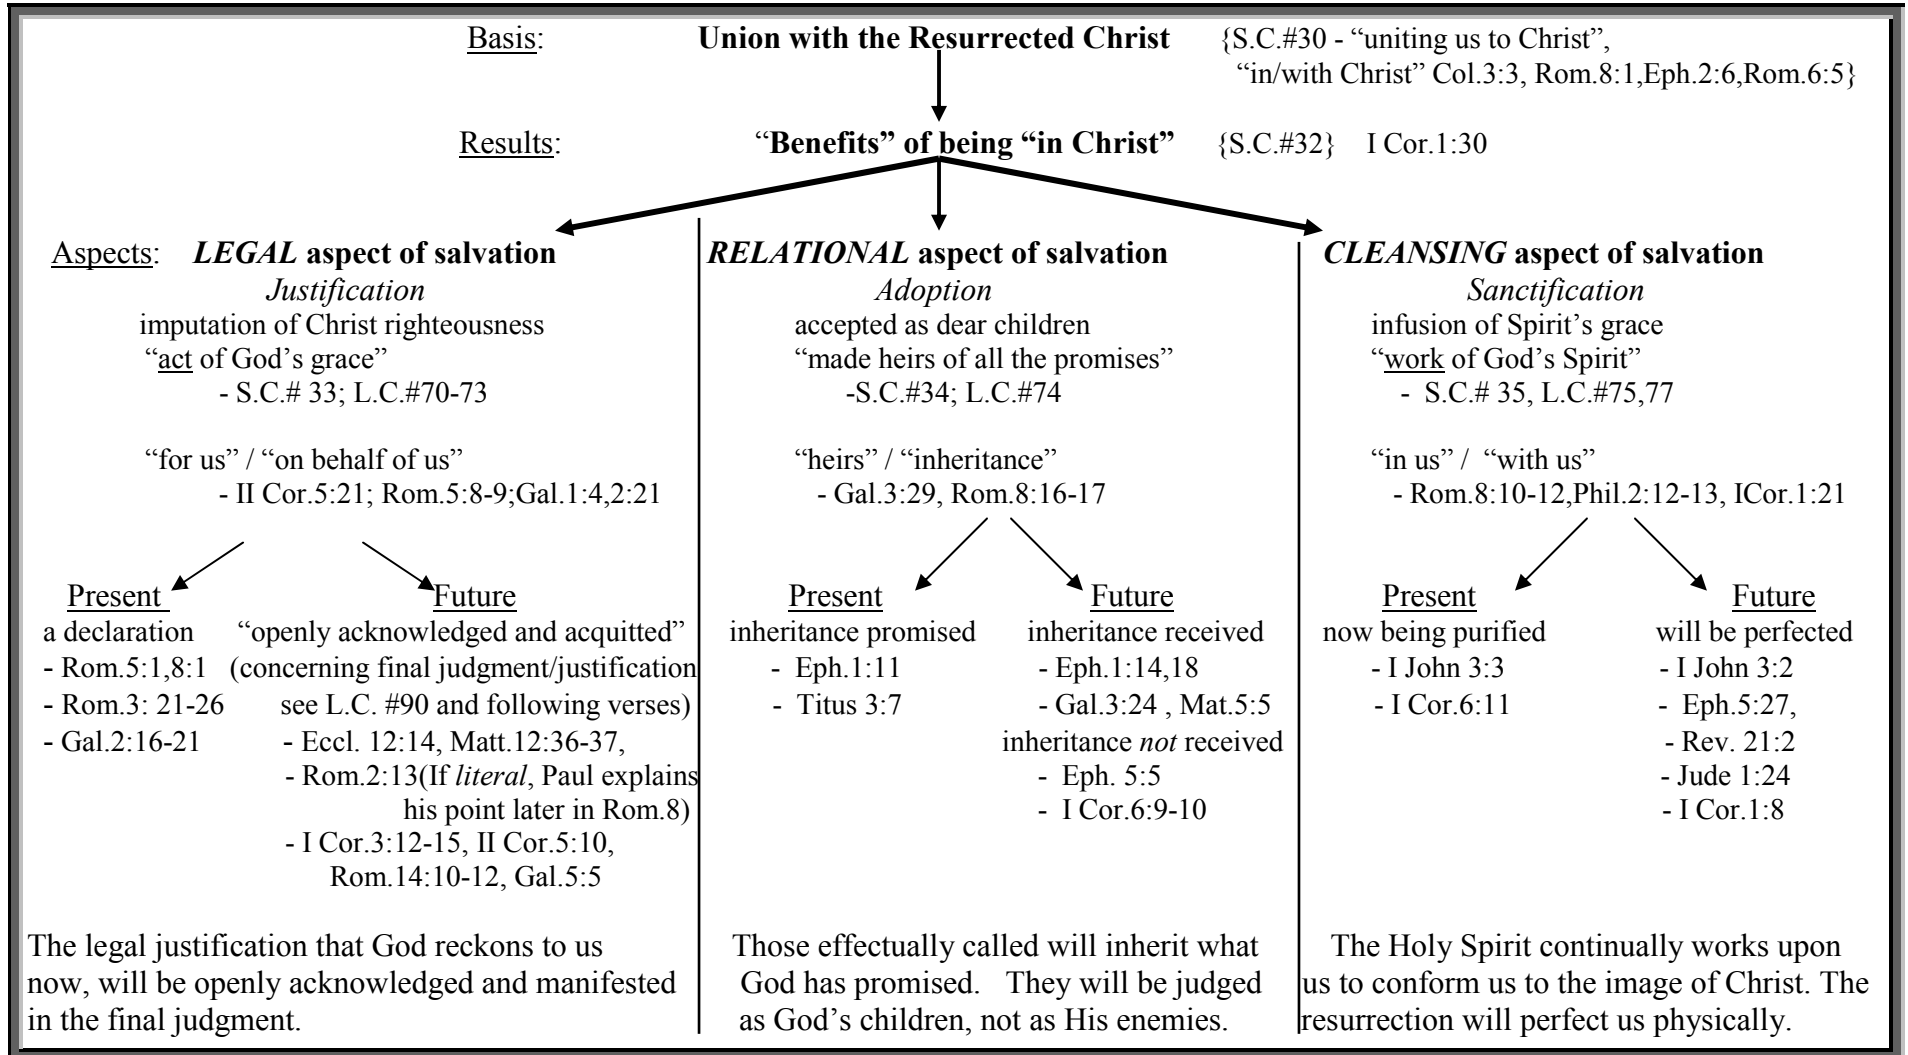 Basis: Union with the Resurrected Christ {S.C.#30 - “uniting us to Christ”,
“in/with Christ” Col.3:3, Rom.8:1,Eph.2:6,Rom.6:5}
Results: “Benefits” of being “in Christ” {S.C.#32} I Cor.1:30
Aspects: LEGAL aspect of salvation
Justification
imputation of Christ righteousness
“act of God’s grace”
- S.C.# 33; L.C.#70-73
“for us” / “on behalf of us”
- II Cor.5:21; Rom.5:8-9;Gal.1:4,2:21
Present
a declaration
- Rom.5:1,8:1
- Rom.3: 21-26
- Gal.2:16-21
Future
“openly acknowledged and acquitted”
(concerning final judgment/justification
see L.C. #90 and following verses)
- Eccl. 12:14, Matt.12:36-37,
- Rom.2:13(If literal, Paul explains
his point later in Rom.8)
- I Cor.3:12-15, II Cor.5:10,
Rom.14:10-12, Gal.5:5
The legal justification that God reckons to us
now, will be openly acknowledged and manifested
in the final judgment.
RELATIONAL aspect of salvation
Adoption
accepted as dear children
“made heirs of all the promises”
-S.C.#34; L.C.#74
“heirs” / “inheritance”
- Gal.3:29, Rom.8:16-17
Present
inheritance promised
- Eph.1:11
- Titus 3:7
Future
inheritance received
- Eph.1:14,18
- Gal.3:24 , Mat.5:5
inheritance not received
- Eph. 5:5
- I Cor.6:9-10
Those effectually called will inherit what
God has promised. They will be judged
as God’s children, not as His enemies.
CLEANSING aspect of salvation
Sanctification
infusion of Spirit’s grace
“work of God’s Spirit”
- S.C.# 35, L.C.#75,77
“in us” / “with us”
- Rom.8:10-12,Phil.2:12-13, ICor.1:21
Present
now being purified
- I John 3:3
- I Cor.6:11
Future
will be perfected
- I John 3:2
- Eph.5:27,
- Rev. 21:2
- Jude 1:24
- I Cor.1:8
The Holy Spirit continually works upon
us to conform us to the image of Christ. The
resurrection will perfect us physically.